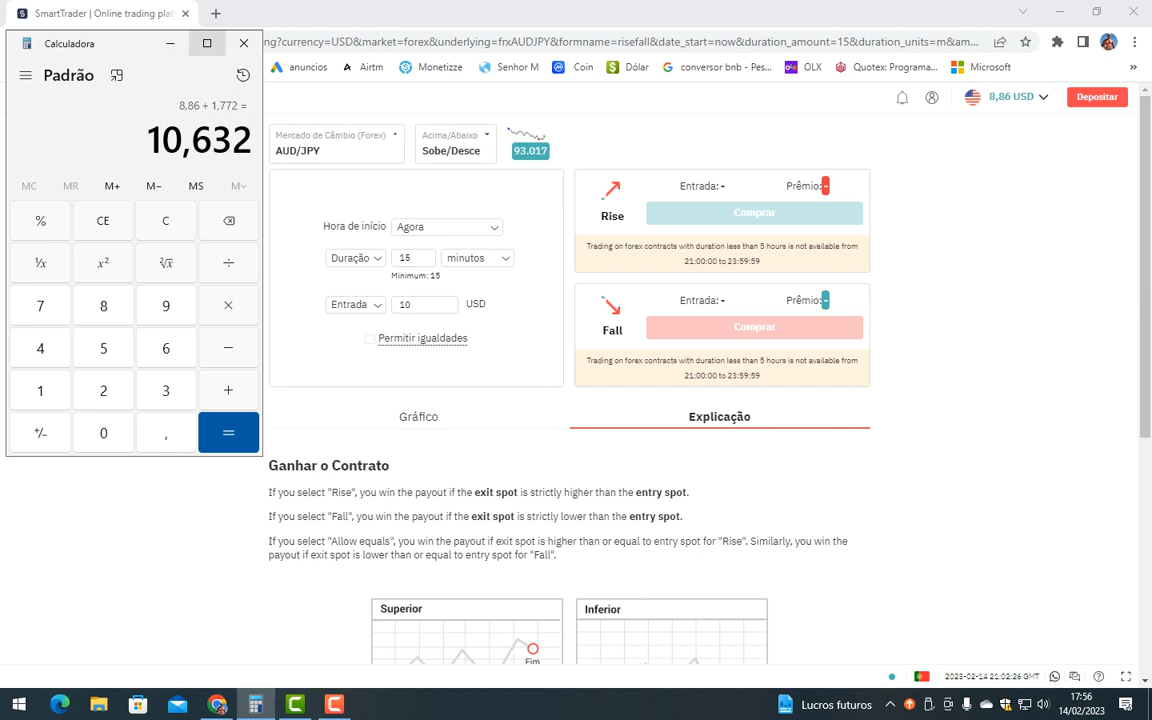 SmartTrader | Online trading plat
Calculadora
ng?currency=USD&market=forex&underlying=frxAUDJPY&formname=risefall&date_start=now&duration_amount=15&duration_units=m&am...
Padrão
anuncios
Airtm
Monetizze
Senhor M
Coin
Dólar
conversor bnb - Pes...
OLX
Quotex: Programa...
Microsoft
»
8,86 + 1,772 =
10,632
8,86 USD
Depositar
MC
MR
M+
M−
MS
M
%
CE
C
¹/x
x²
²√x
÷
7
8
9
×
4
5
6
−
1
2
3
+
+/−
0
,
=
Mercado de Câmbio (Forex)
AUD/JPY
Acima/Abaixo
Sobe/Desce
93.017
Hora de início
Agora
Duração
15
minutos
Minimum: 15
Entrada
10
USD
Permitir igualdades
Entrada: -
Prêmio: -
Rise
Comprar
Trading on forex contracts with duration less than 5 hours is not available from
21:00:00 to 23:59:59
Entrada: -
Prêmio: -
Fall
Comprar
Trading on forex contracts with duration less than 5 hours is not available from
21:00:00 to 23:59:59
Gráfico
Explicação
Ganhar o Contrato
If you select "Rise", you win the payout if the exit spot is strictly higher than the entry spot.
If you select "Fall", you win the payout if the exit spot is strictly lower than the entry spot.
If you select "Allow equals", you win the payout if exit spot is higher than or equal to entry spot for "Rise". Similarly, you win the
payout if exit spot is lower than or equal to entry spot for "Fall".
Superior
Inferior
Fim
2023-02-14 21:02:26 GMT
Lucros futuros
17:56
14/02/2023